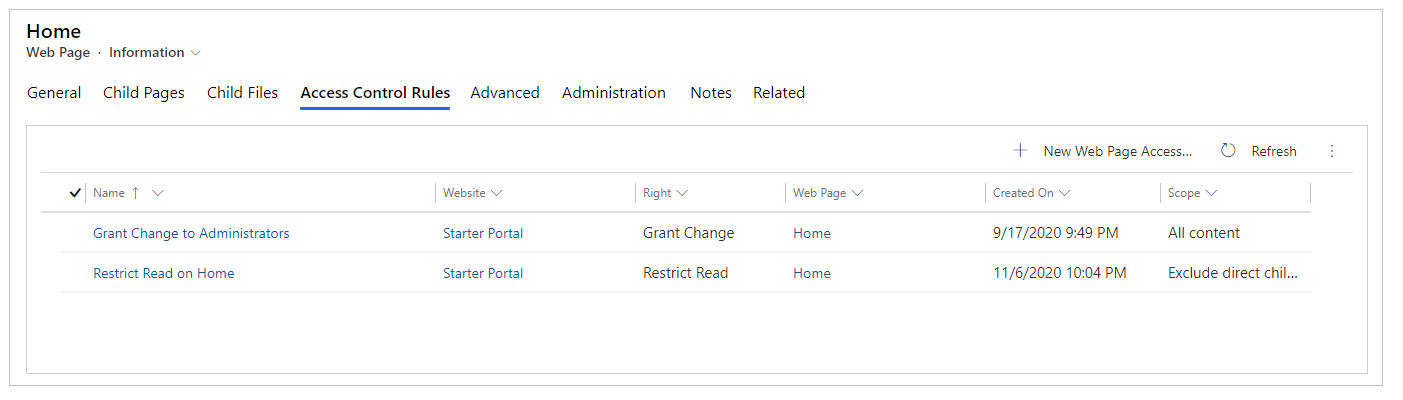 Home
Web Page · Information
General Child Pages Child Files Access Control Rules Advanced Administration Notes Related
New Web Page Access... Refresh
Name Website Right Web Page Created On Scope
Grant Change to Administrators Starter Portal Grant Change Home 9/17/2020 9:49 PM All content
Restrict Read on Home Starter Portal Restrict Read Home 11/6/2020 10:04 PM Exclude direct chil...